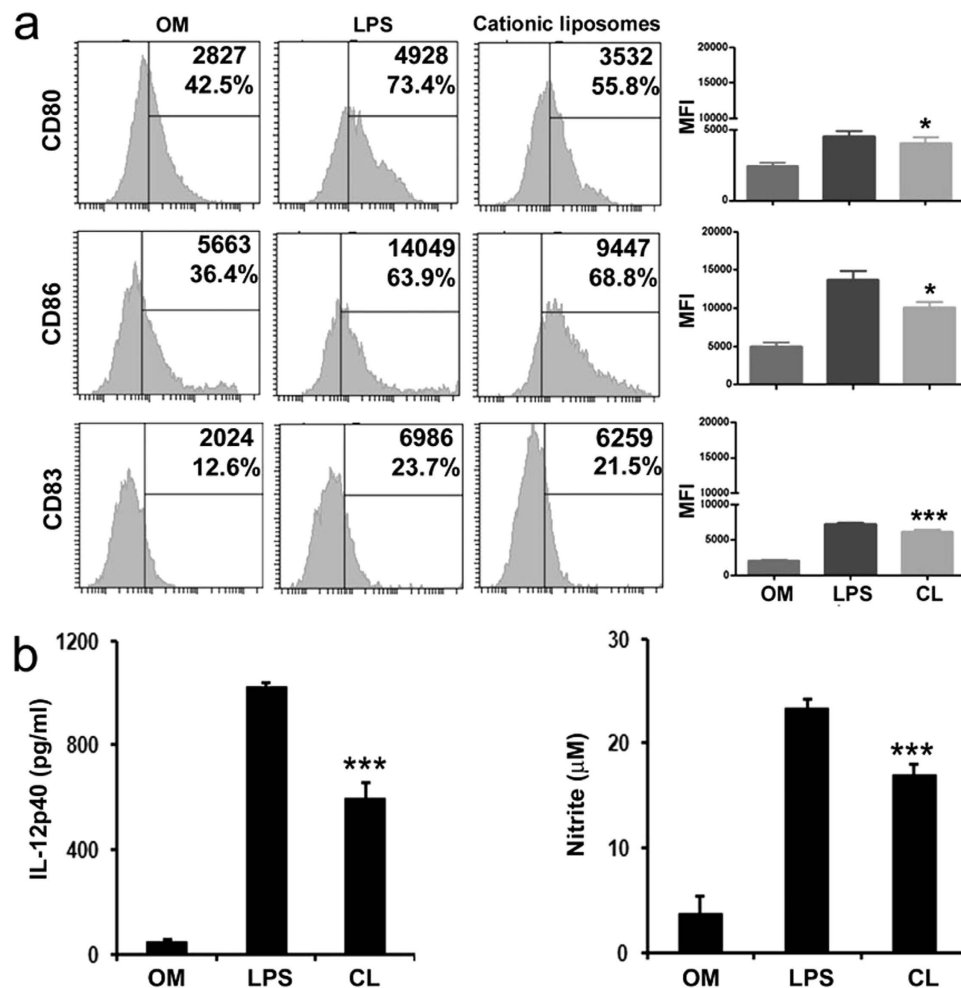 a
OM
LPS
Cationic liposomes
CD80
2827
42.5%
4928
73.4%
3532
55.8%
MFI
20000
15000
10000
5000
0
*
CD86
5663
36.4%
14049
63.9%
9447
68.8%
MFI
20000
15000
10000
5000
0
*
CD83
2024
12.6%
6986
23.7%
6259
21.5%
MFI
20000
15000
10000
5000
0
***
OM
LPS
CL
b
IL-12p40 (pg/ml)
1200
800
400
0
***
OM
LPS
CL
Nitrite (µM)
30
20
10
0
***
OM
LPS
CL